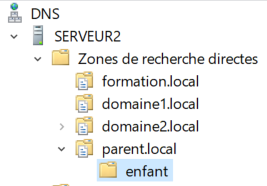 DNS
SERVEUR2
Zones de recherche directes
formation.local
domaine1.local
domaine2.local
parent.local
enfant